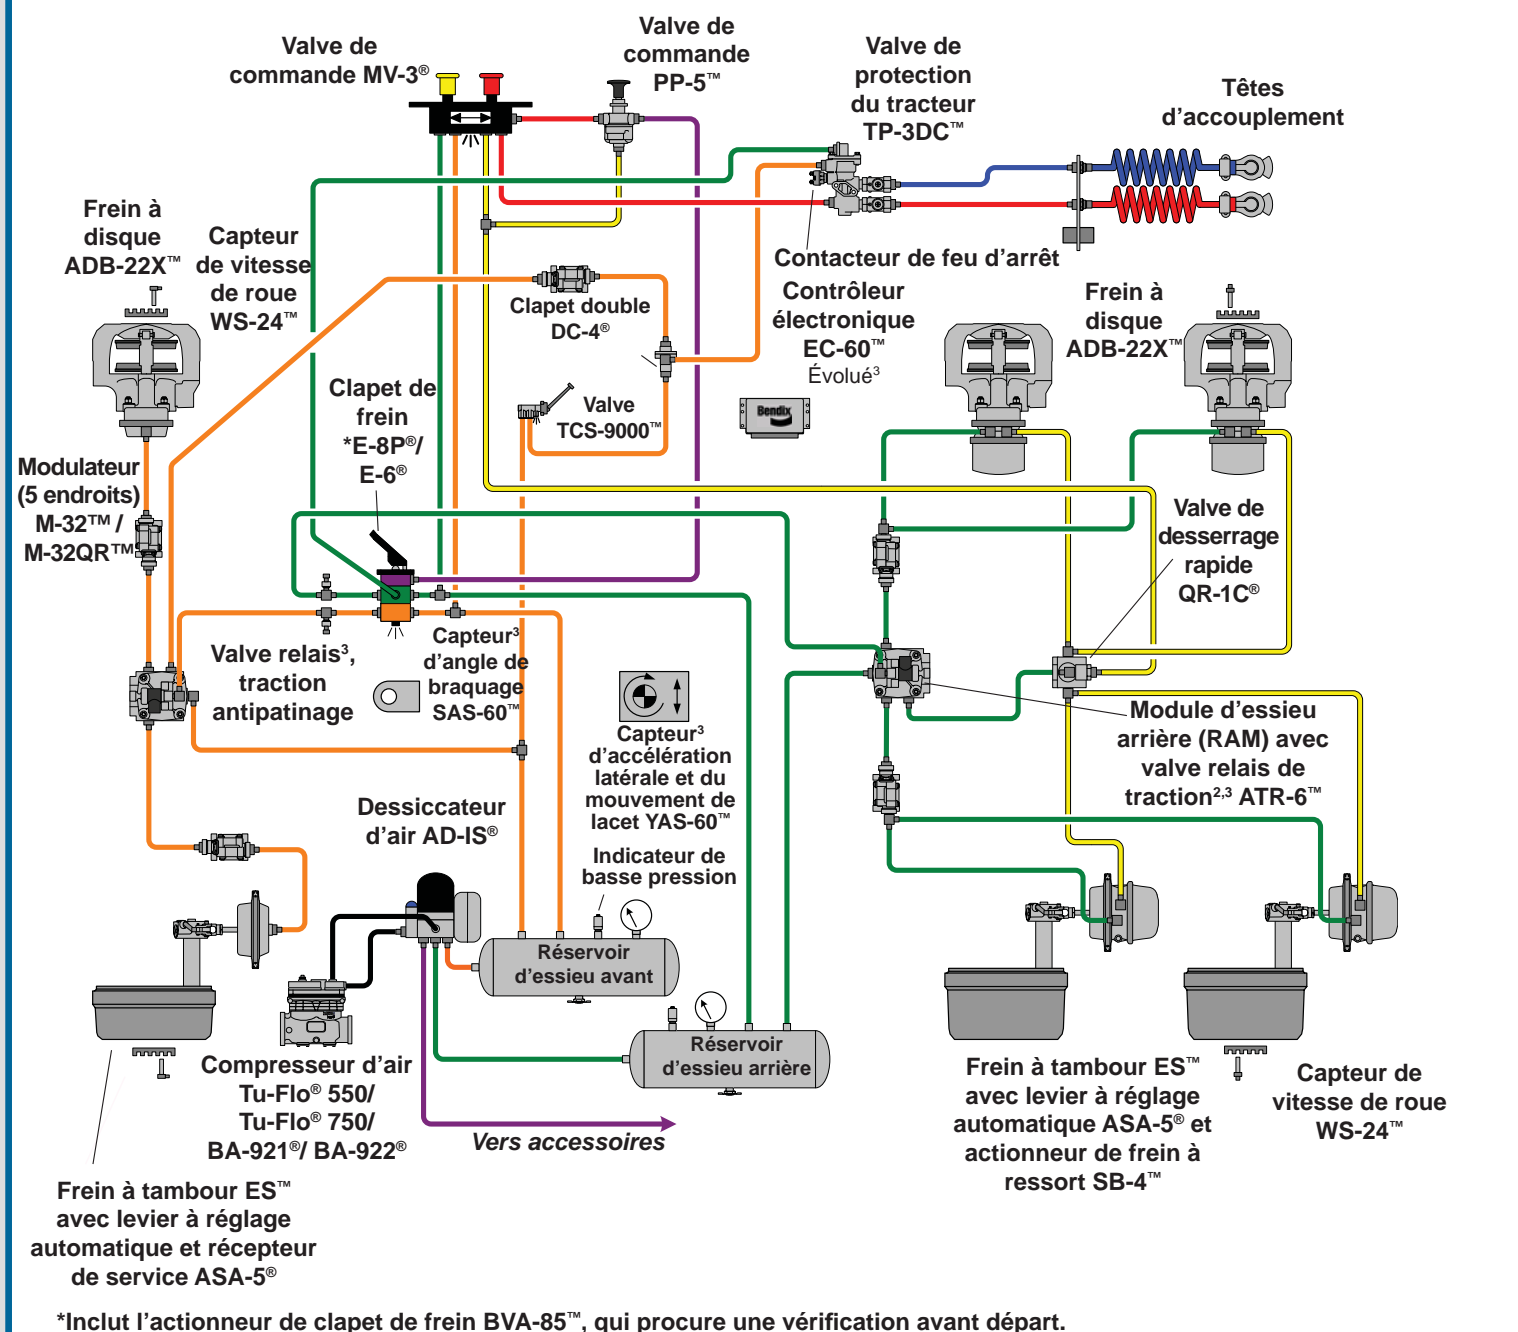 Valve de
commande MV-3®
Valve de
commande
PP-5™
Valve de
protection
du tracteur
TP-3DC™
Têtes
d'accouplement
Frein à
disque
ADB-22X™
Capteur
de vitesse
de roue
WS-24™
Contacteur de feu d'arrêt
Clapet double
DC-4®
Contrôleur
électronique
EC-60™
Évolué³
Bendix
Frein à
disque
ADB-22X™
Clapet de
frein
*E-8P®/
E-6®
Valve
TCS-9000™
Modulateur
(5 endroits)
M-32™ /
M-32QR™
Valve de
desserrage
rapide
QR-1C®
Valve relais³,
traction
antipatinage
Capteur³
d'angle de
braquage
SAS-60™
Capteur³
d'accélération
latérale et du
mouvement de
lacet YAS-60™
Module d'essieu
arrière (RAM) avec
valve relais de
traction²,³ ATR-6™
Dessiccateur
d'air AD-IS®
Indicateur de
basse pression
Réservoir
d'essieu avant
Réservoir
d'essieu arrière
Compresseur d'air
Tu-Flo® 550/
Tu-Flo® 750/
BA-921®/ BA-922®
Vers accessoires
Frein à tambour ES™
avec levier à réglage
automatique ASA-5® et
actionneur de frein à
ressort SB-4™
Capteur de
vitesse de roue
WS-24™
Frein à tambour ES™
avec levier à réglage
automatique et récepteur
de service ASA-5®
*Inclut l'actionneur de clapet de frein BVA-85™, qui procure une vérification avant départ.